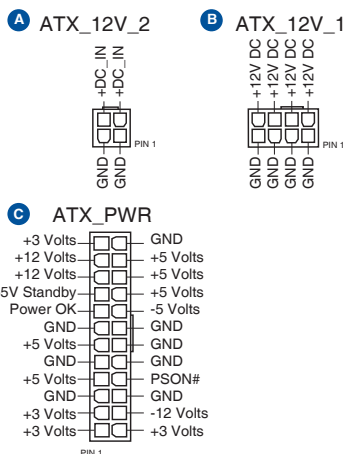 A ATX_12V_2
B ATX_12V_1
+DC_IN
+DC_IN
PIN 1
GND
GND
+12V DC
+12V DC
+12V DC
+12V DC
PIN 1
GND
GND
GND
GND
C ATX_PWR
+3 Volts GND
+12 Volts +5 Volts
+12 Volts +5 Volts
5V Standby +5 Volts
Power OK -5 Volts
GND GND
+5 Volts GND
GND GND
+5 Volts PSON#
GND GND
+3 Volts -12 Volts
+3 Volts +3 Volts
PIN 1